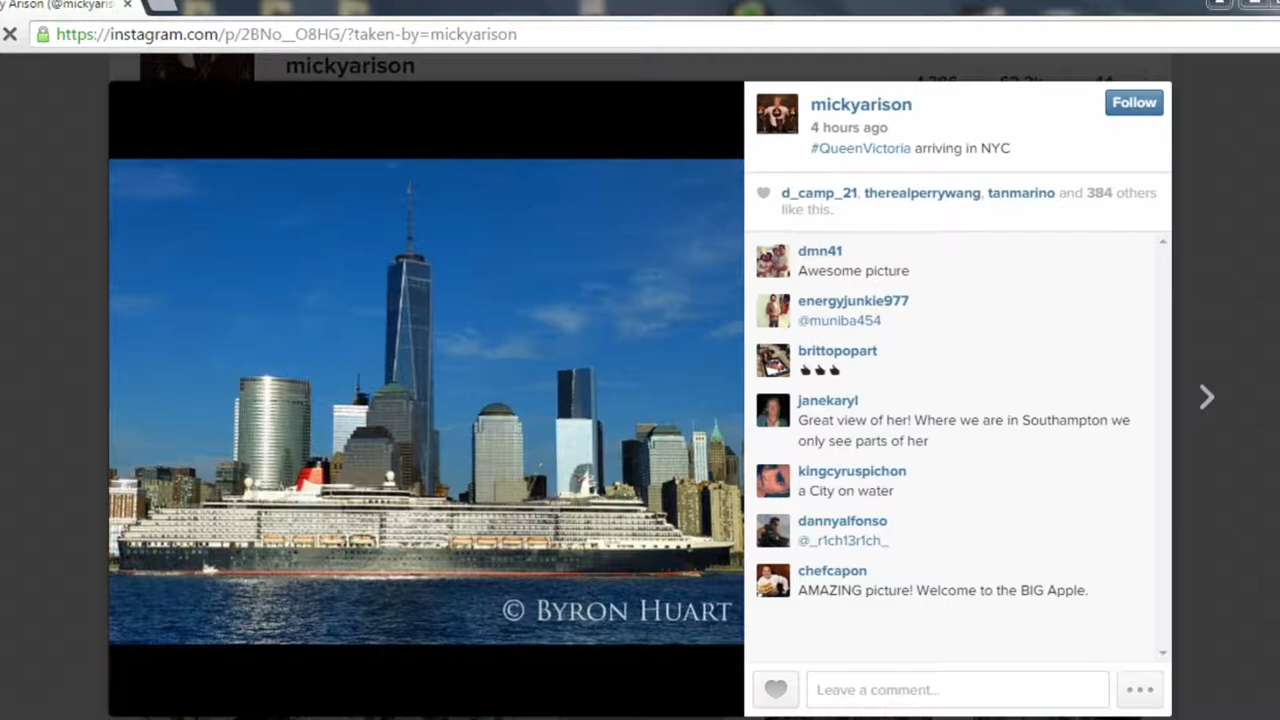 y Arison (@mickyaris
https://instagram.com/p/2BNo__O8HG/?taken-by=mickyarison
mickyarison
mickyarison
Follow
4 hours ago
#QueenVictoria arriving in NYC
d_camp_21, therealperrywang, tanmarino and 384 others
like this.
dmn41
Awesome picture
energyjunkie977
@muniba454
brittopopart
janekaryl
Great view of her! Where we are in Southampton we
only see parts of her
kingcyruspichon
a City on water
dannyalfonso
@_r1ch13r1ch_
chefcapon
AMAZING picture! Welcome to the BIG Apple.
© BYRON HUART
Leave a comment...